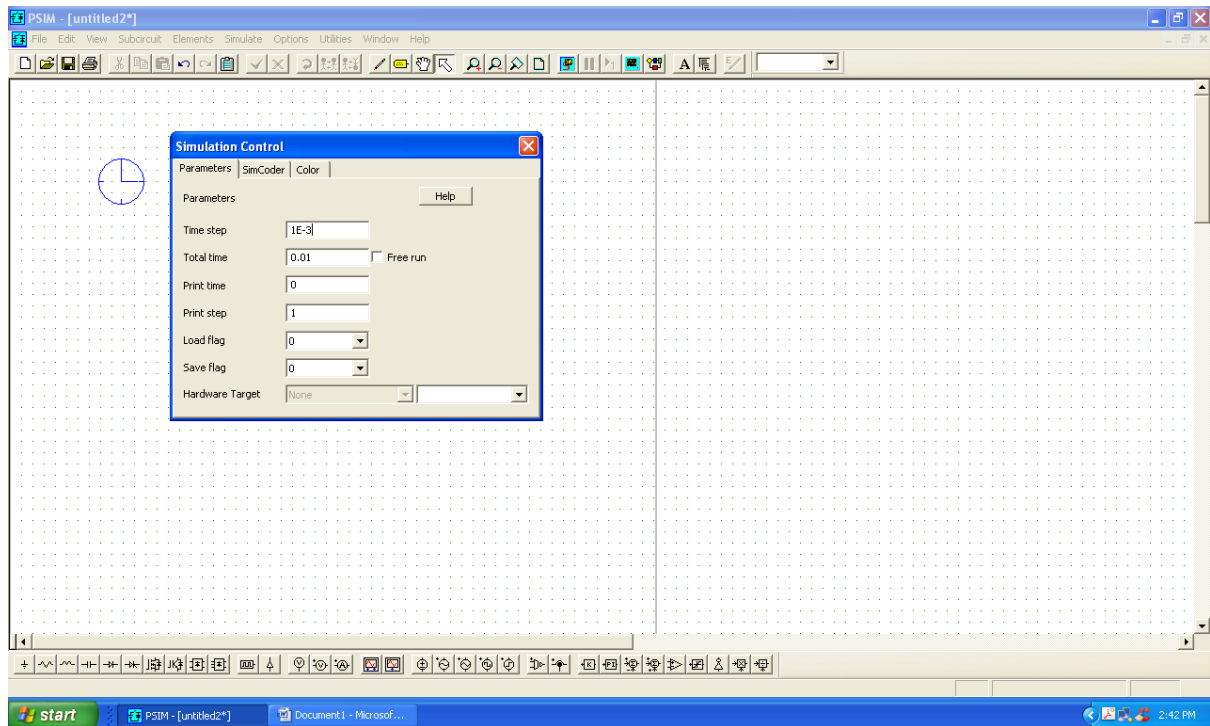 PSIM - [untitled2*]
File Edit View Subcircuit Elements Simulate Options Utilities Window Help
Simulation Control
Parameters SimCoder Color
Parameters Help
Time step 1E-3
Total time 0.01 Free run
Print time 0
Print step 1
Load flag 0
Save flag 0
Hardware Target None
start PSIM - [untitled2*] Document1 - Microsof... 2:42 PM